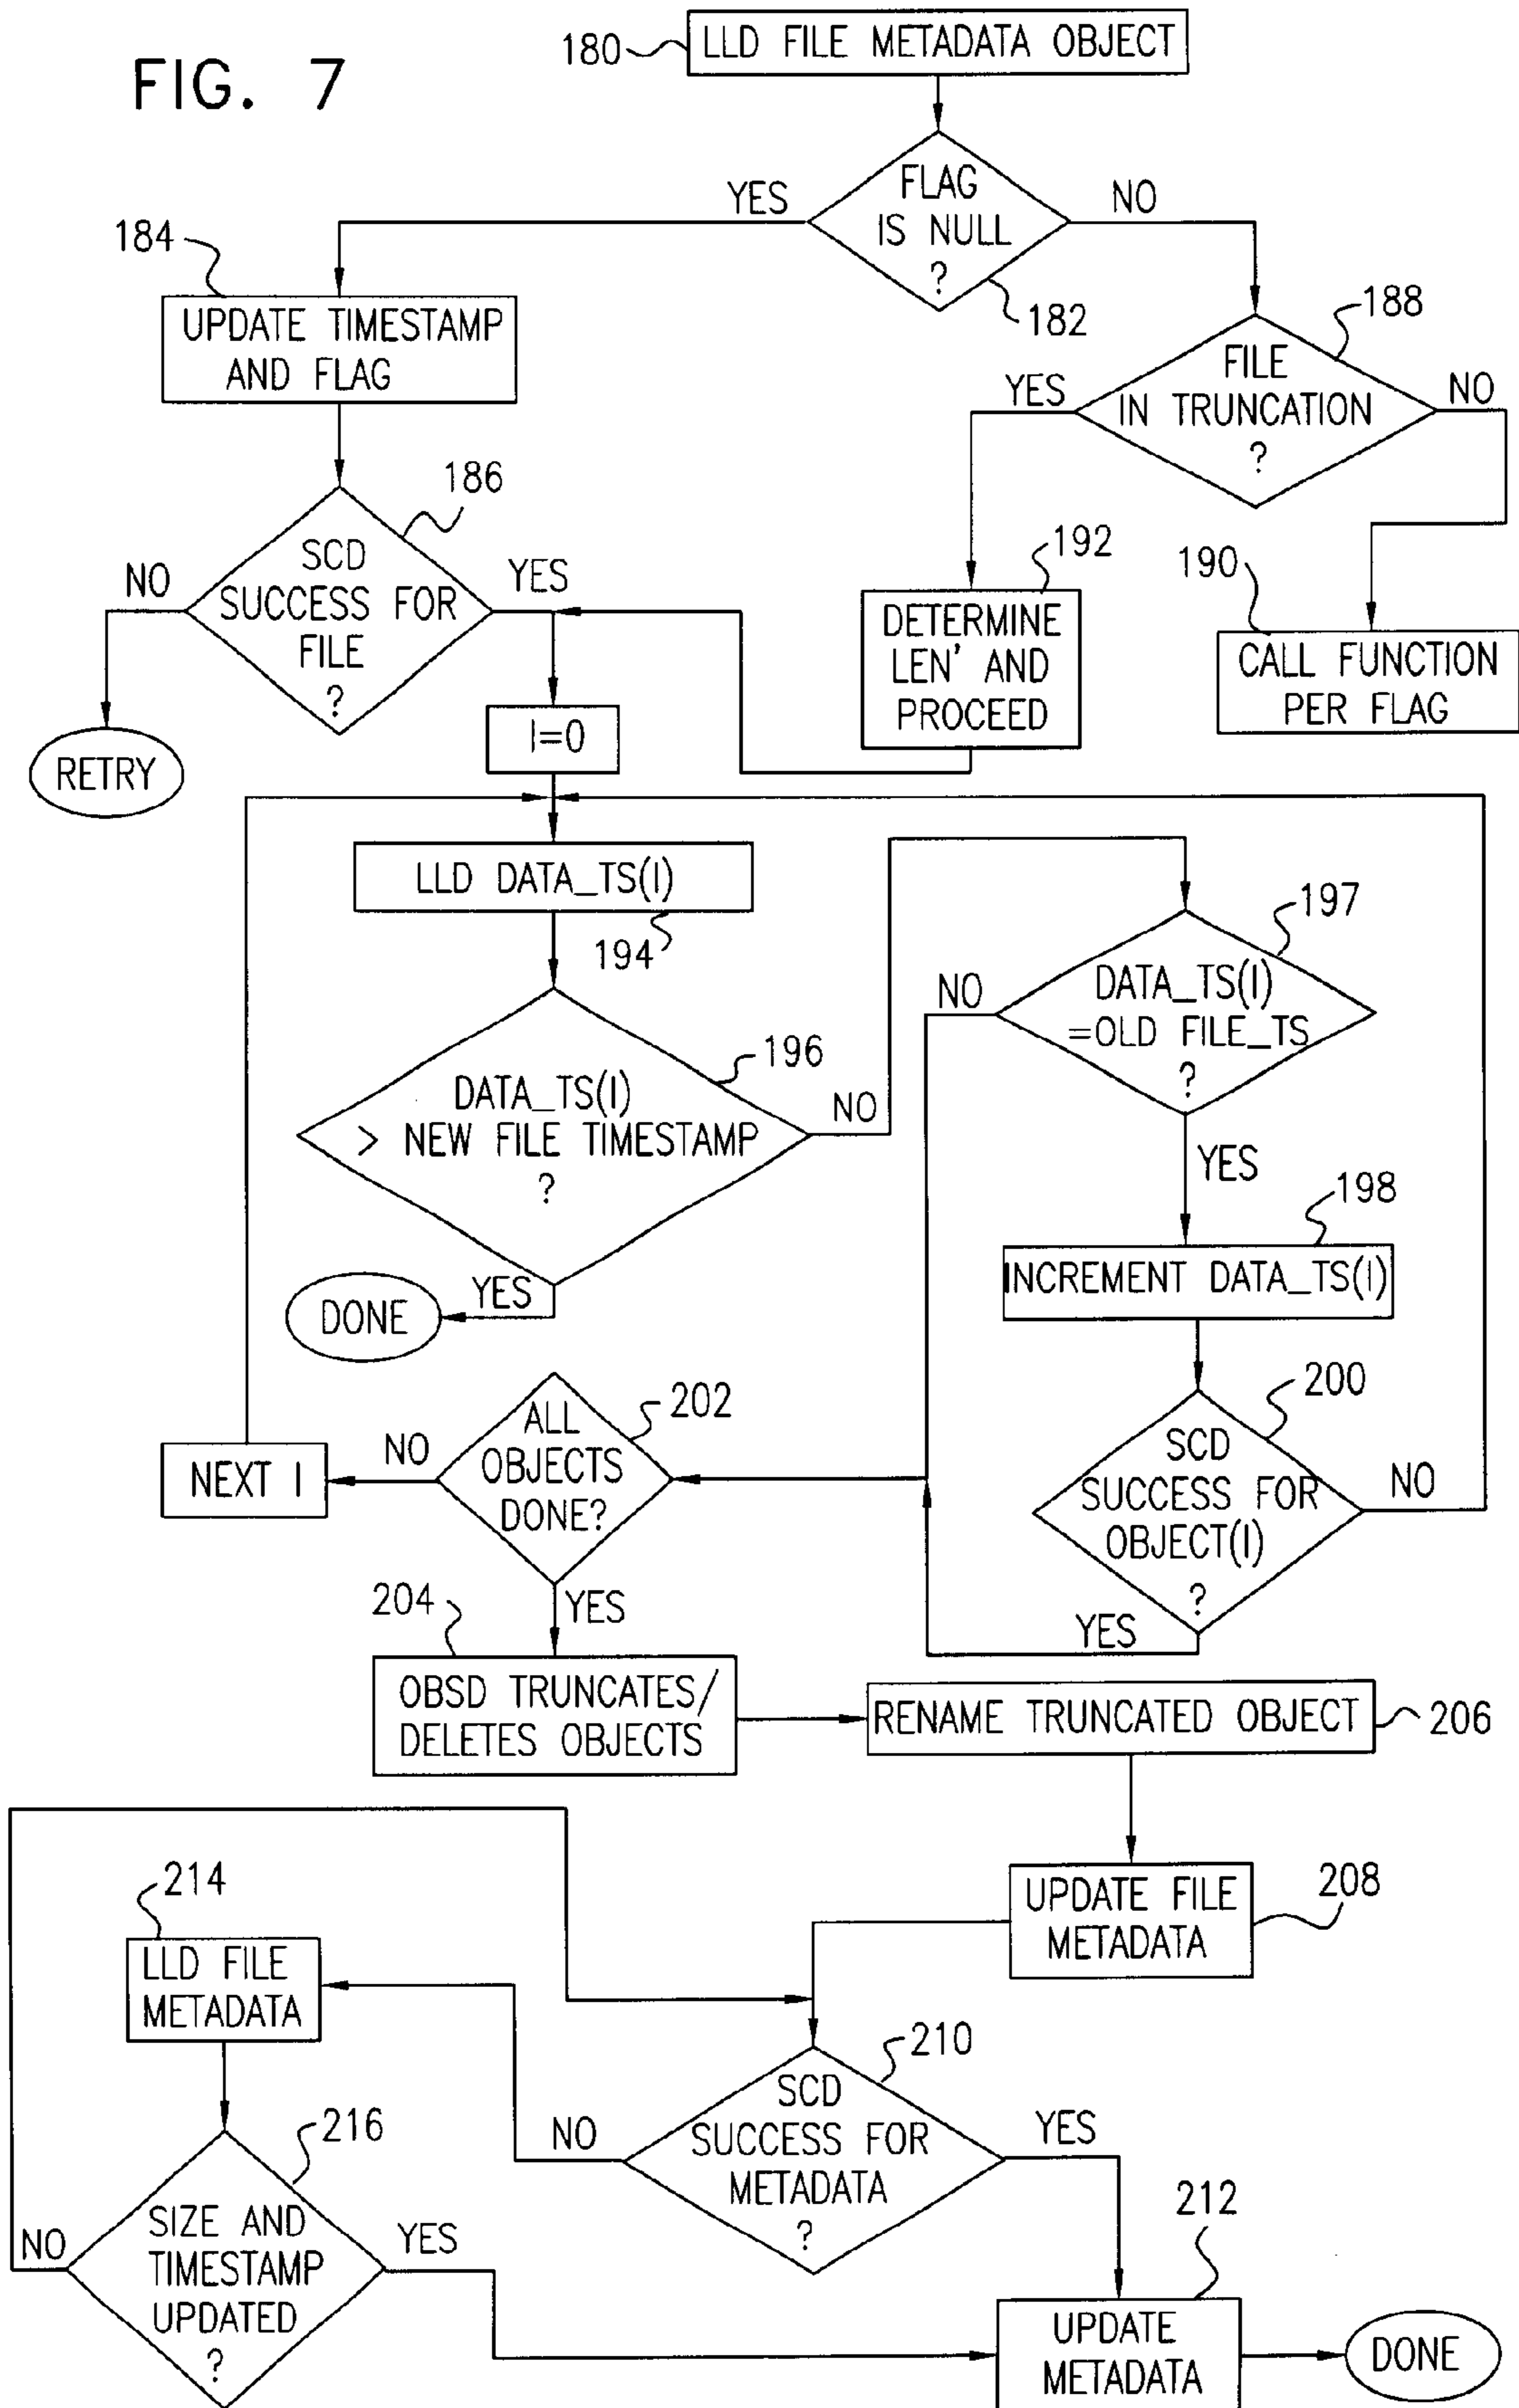 FIG. 7
180
LLD FILE METADATA OBJECT
FLAG
IS NULL
?
YES
NO
182
184
UPDATE TIMESTAMP
AND FLAG
188
FILE
IN TRUNCATION
?
YES
NO
186
SCD
SUCCESS FOR
FILE
?
NO
YES
RETRY
192
DETERMINE
LEN' AND
PROCEED
190
CALL FUNCTION
PER FLAG
I=0
LLD DATA_TS(I)
194
197
DATA_TS(I)
=OLD FILE_TS
?
NO
YES
196
DATA_TS(I)
> NEW FILE TIMESTAMP
?
NO
YES
DONE
198
INCREMENT DATA_TS(I)
200
SCD
SUCCESS FOR
OBJECT(I)
?
NO
YES
202
ALL
OBJECTS
DONE?
NO
NEXT I
YES
204
OBSD TRUNCATES/
DELETES OBJECTS
RENAME TRUNCATED OBJECT
206
UPDATE FILE
METADATA
208
214
LLD FILE
METADATA
210
SCD
SUCCESS FOR
METADATA
?
NO
YES
216
SIZE AND
TIMESTAMP
UPDATED
?
NO
YES
212
UPDATE
METADATA
DONE